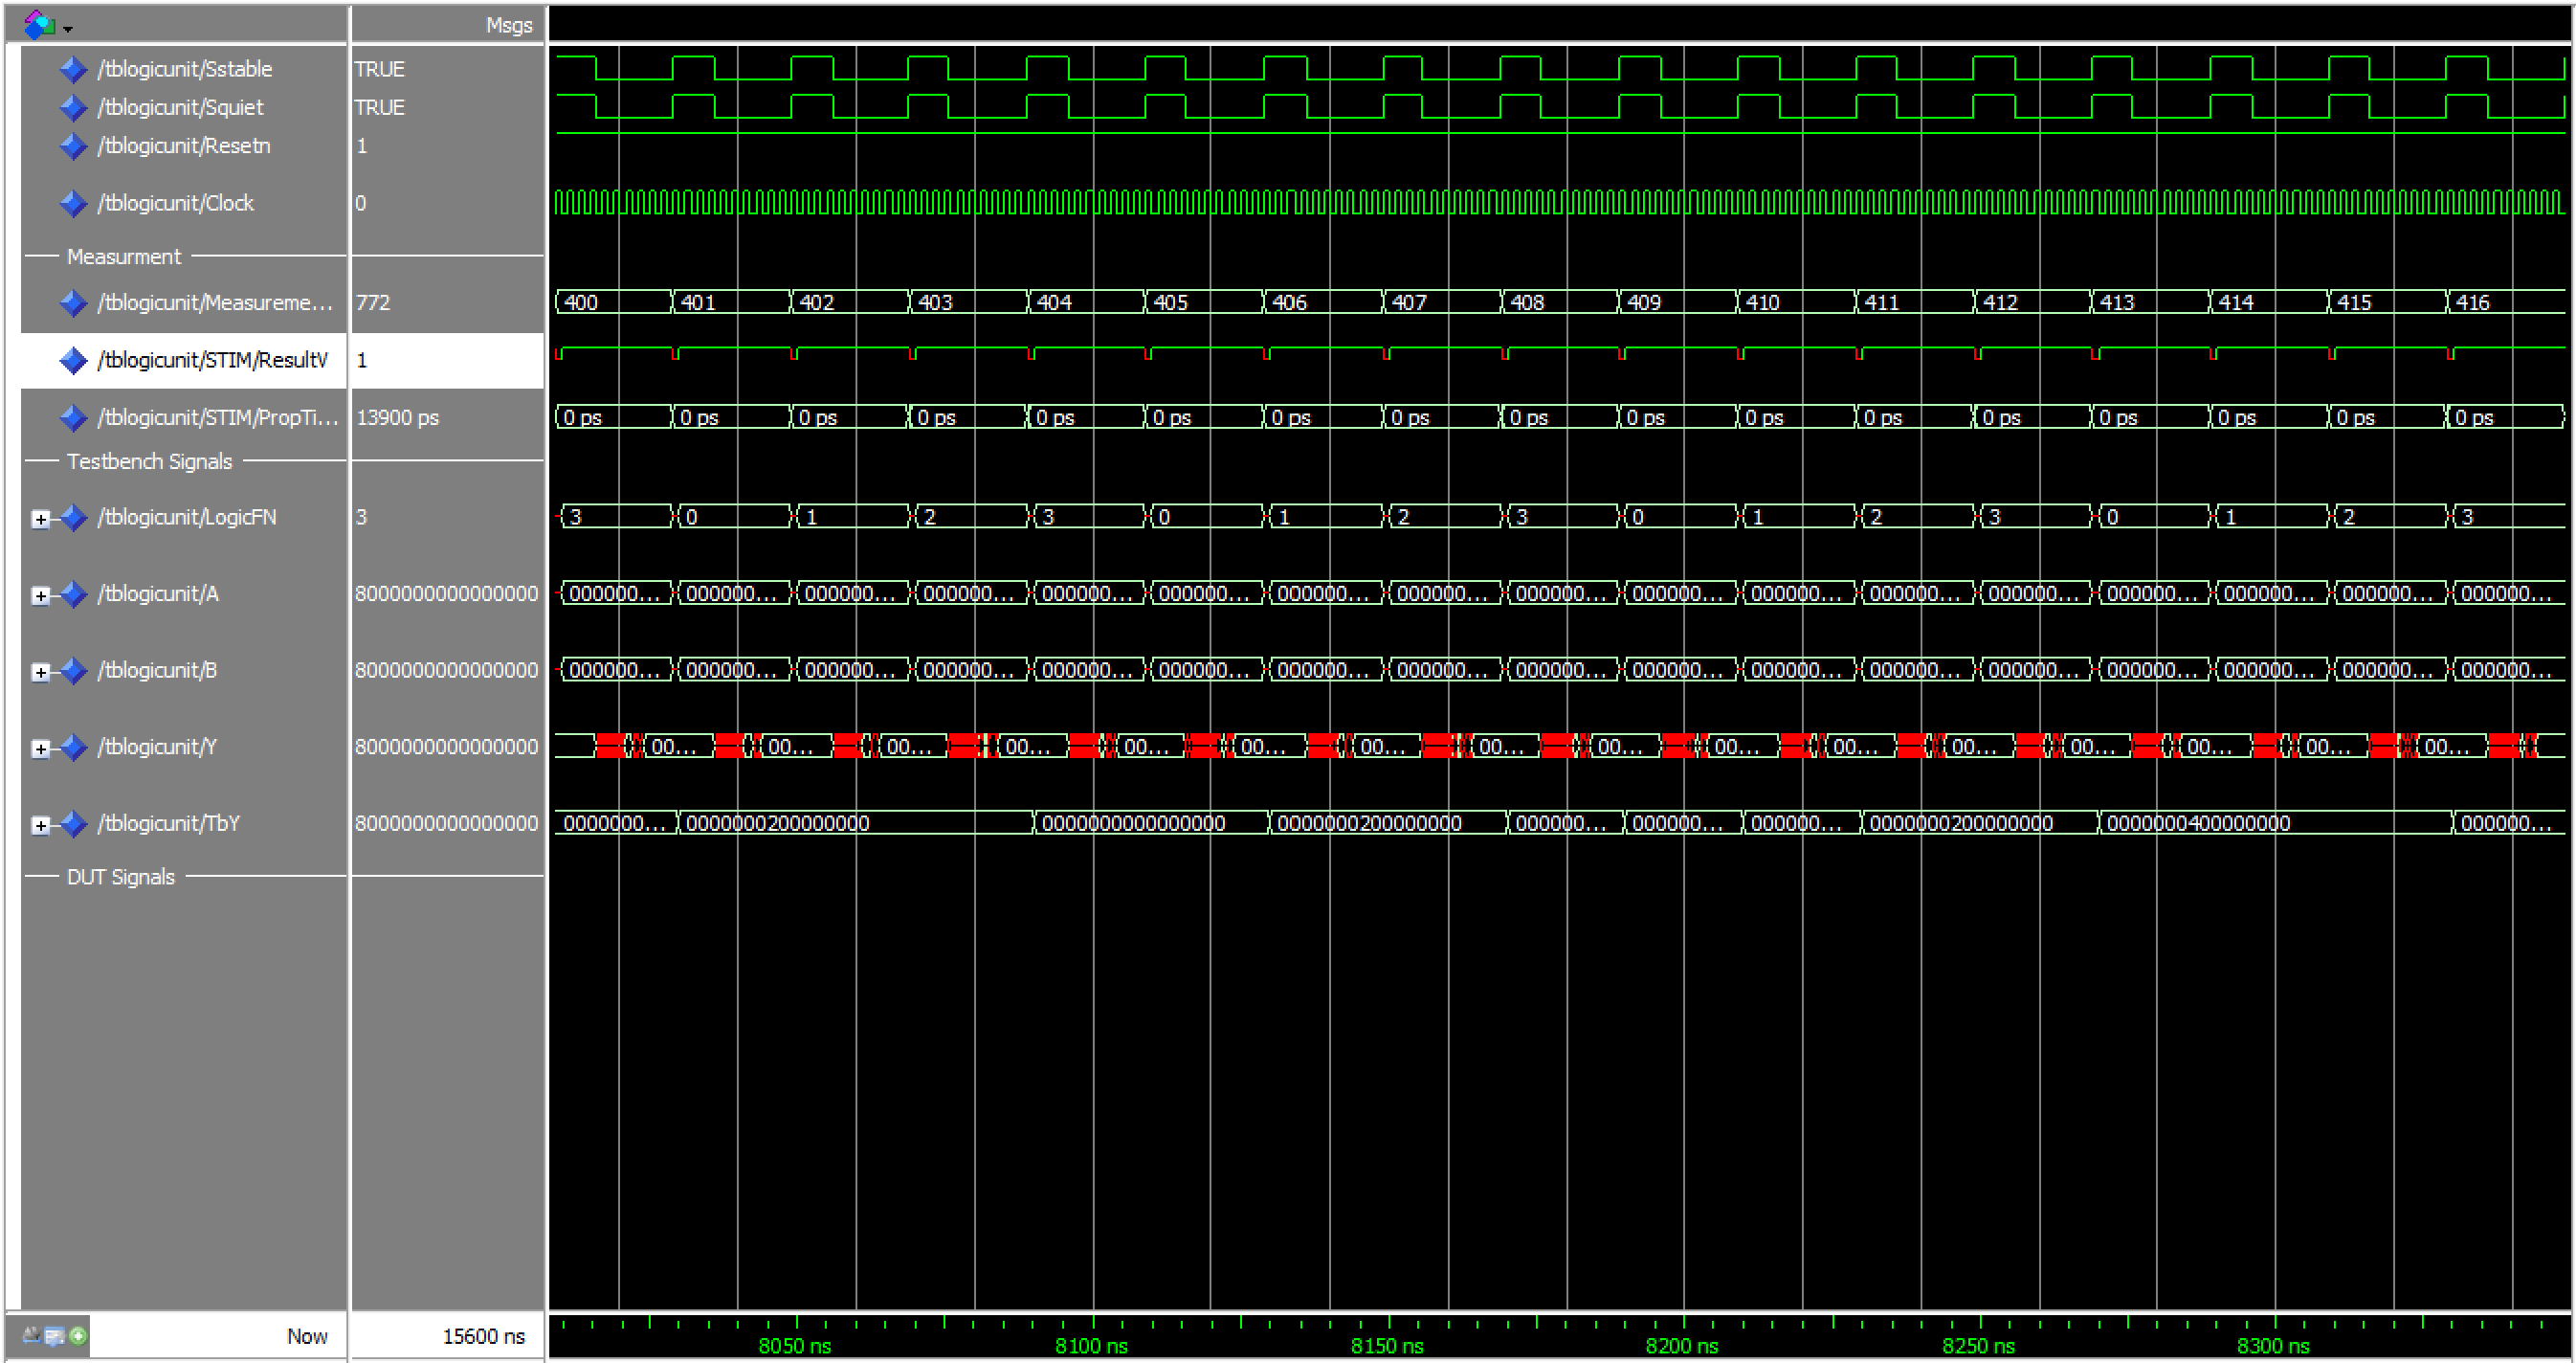 Msgs
/tblogicunit/Sstable TRUE
/tblogicunit/Squiet TRUE
/tblogicunit/Resetn 1
/tblogicunit/Clock 0
Measurment
/tblogicunit/Measureme... 772 400 401 402 403 404 405 406 407 408 409 410 411 412 413 414 415 416
/tblogicunit/STIM/ResultV 1
/tblogicunit/STIM/PropTi... 13900 ps 0 ps 0 ps 0 ps 0 ps 0 ps 0 ps 0 ps 0 ps 0 ps 0 ps 0 ps 0 ps 0 ps 0 ps 0 ps 0 ps 0 ps
Testbench Signals
/tblogicunit/LogicFN 3 3 0 1 2 3 0 1 2 3 0 1 2 3 0 1 2 3
/tblogicunit/A 8000000000000000 000000... 000000... 000000... 000000... 000000... 000000... 000000... 000000... 000000... 000000... 000000... 000000... 000000... 000000... 000000... 000000... 000000...
/tblogicunit/B 8000000000000000 000000... 000000... 000000... 000000... 000000... 000000... 000000... 000000... 000000... 000000... 000000... 000000... 000000... 000000... 000000... 000000... 000000...
/tblogicunit/Y 8000000000000000 00... 00... 00... 00... 00... 00... 00... 00... 00... 00... 00... 00... 00... 00... 00... 00...
/tblogicunit/TbY 8000000000000000 0000000... 0000000200000000 0000000000000000 0000000200000000 000000... 000000... 000000... 0000000200000000 0000000400000000 000000...
DUT Signals
Now 15600 ns
8050 ns 8100 ns 8150 ns 8200 ns 8250 ns 8300 ns